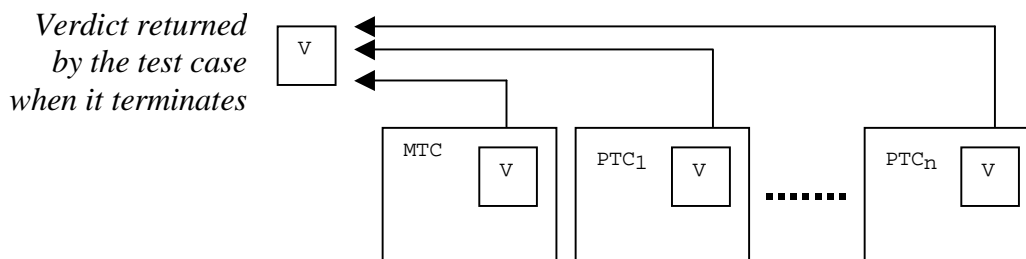 Verdict returned
by the test case
when it terminates
V
MTC
V
PTC1
V
PTCn
V